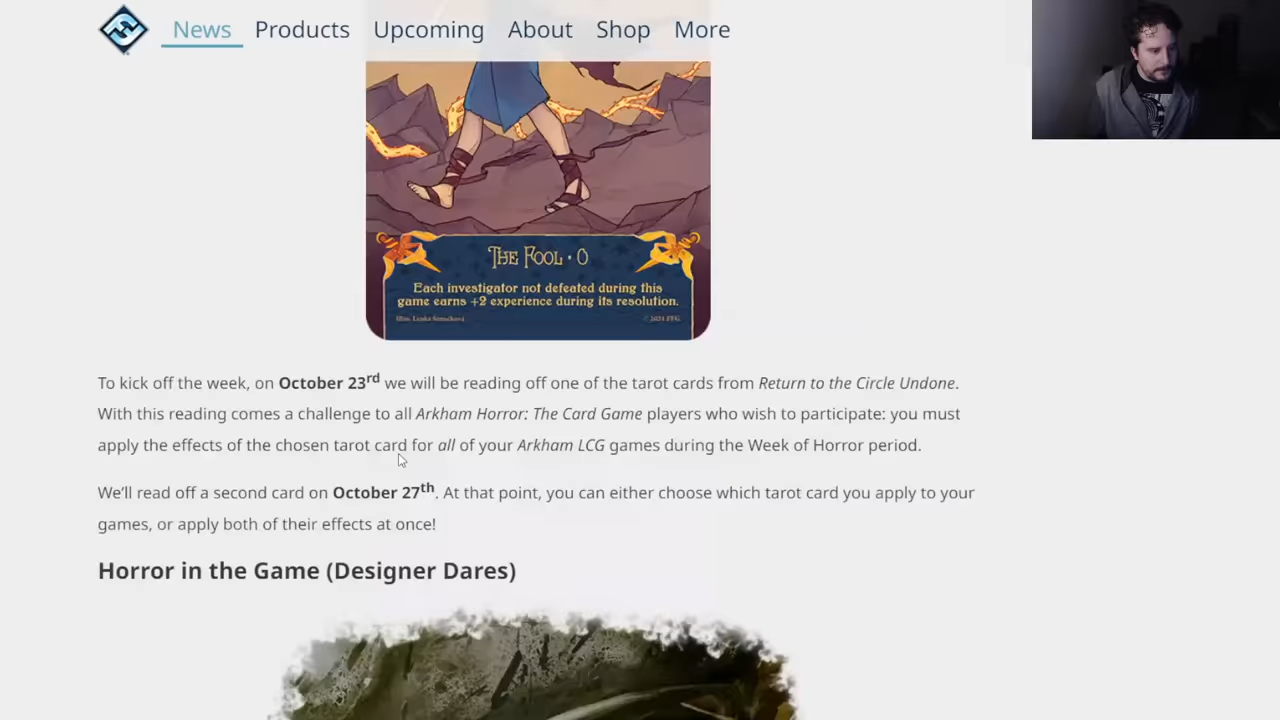 News Products Upcoming About Shop More
THE FOOL • 0
Each investigator not defeated during this
game earns +2 experience during its resolution.
Illus. Lenka Šimečková
© 2021 FFG
To kick off the week, on October 23rd we will be reading off one of the tarot cards from Return to the Circle Undone.
With this reading comes a challenge to all Arkham Horror: The Card Game players who wish to participate: you must
apply the effects of the chosen tarot card for all of your Arkham LCG games during the Week of Horror period.
We’ll read off a second card on October 27th. At that point, you can either choose which tarot card you apply to your
games, or apply both of their effects at once!
Horror in the Game (Designer Dares)